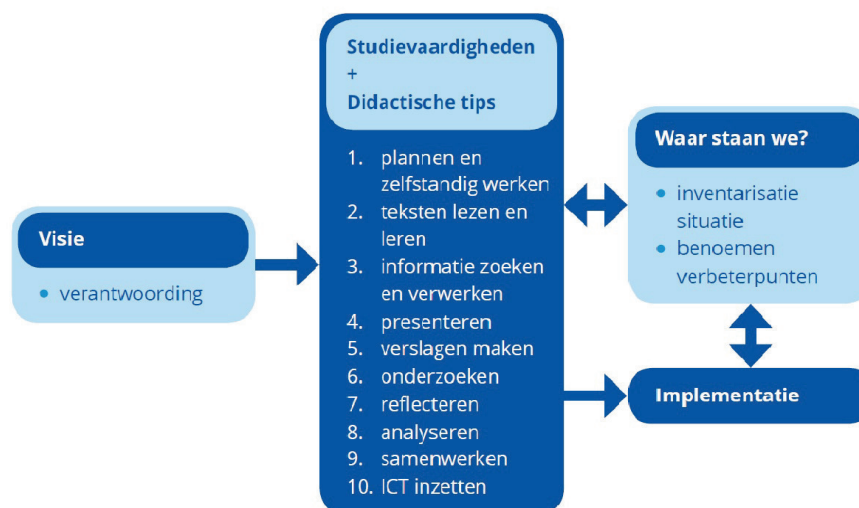 Visie
• verantwoording
Studievaardigheden
+
Didactische tips
1. plannen en
zelfstandig werken
2. teksten lezen en
leren
3. informatie zoeken
en verwerken
4. presenteren
5. verslagen maken
6. onderzoeken
7. reflecteren
8. analyseren
9. samenwerken
10. ICT inzetten
Waar staan we?
• inventarisatie
situatie
• benoemen
verbeterpunten
Implementatie